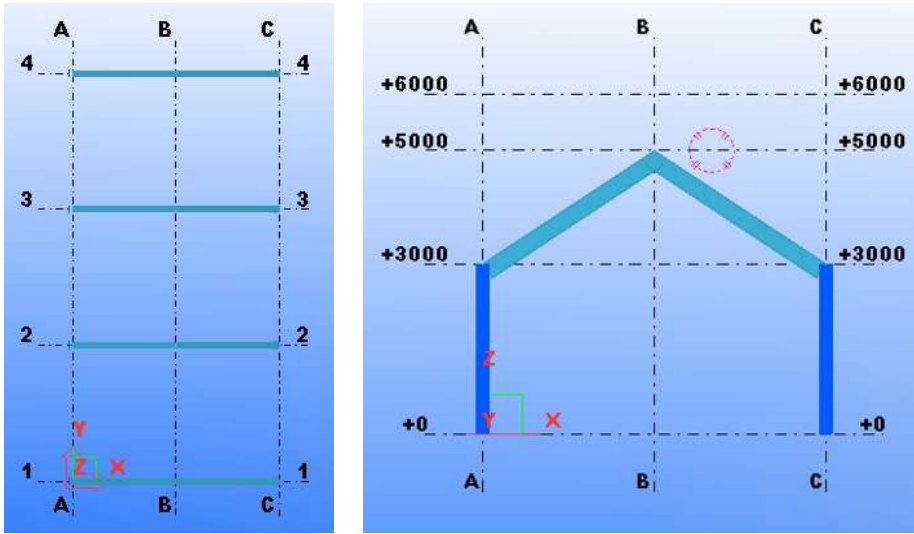 A B C
4 4
3 3
2 2
Y
1 Z X 1
A B C
A B C
+6000 +6000
+5000 +5000
+3000 +3000
Z
+0 Y X +0
A B C